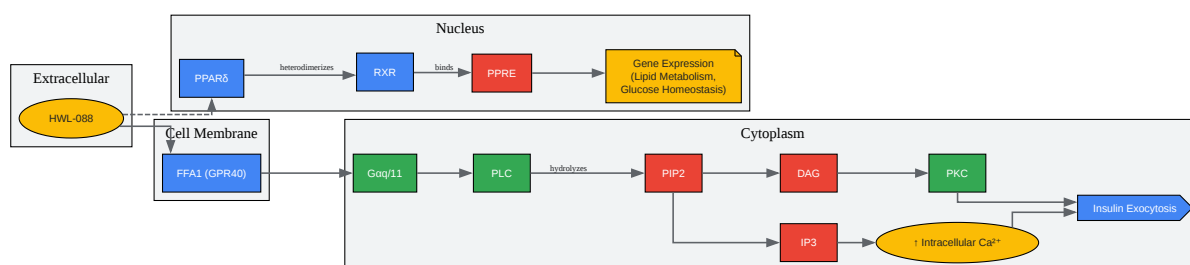 Nucleus
Extracellular
HWL-088
PPARδ
heterodimerizes
RXR
binds
PPRE
Gene Expression
(Lipid Metabolism,
Glucose Homeostasis)
Cell Membrane
FFA1 (GPR40)
Cytoplasm
Gαq/11
PLC
hydrolyzes
PIP2
DAG
PKC
IP3
↑ Intracellular Ca²⁺
Insulin Exocytosis